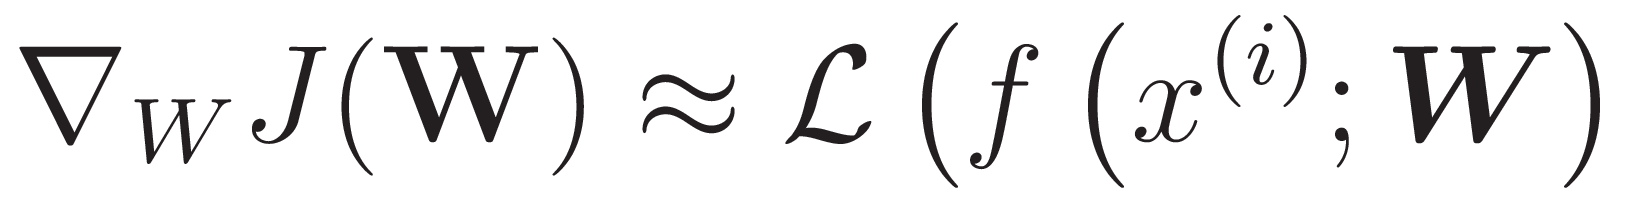 ∇_W J(𝐖) ≈ ℒ (f (x^{(i)}; 𝑾)